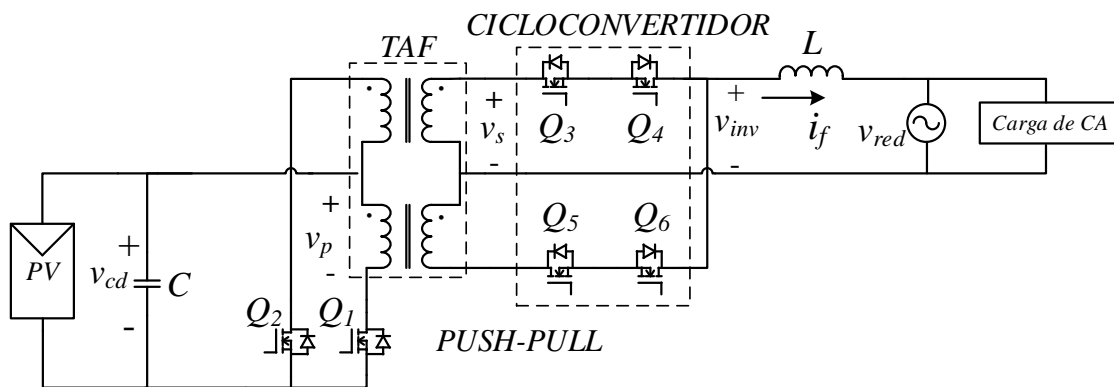 CICLOCONVERTIDOR
TAF
L
+
v_s
-
Q_3
Q_4
+
v_inv
-
i_f
v_red
Carga de CA
+
v_p
-
Q_5
Q_6
PV
+
v_cd
-
C
Q_2
Q_1
PUSH-PULL